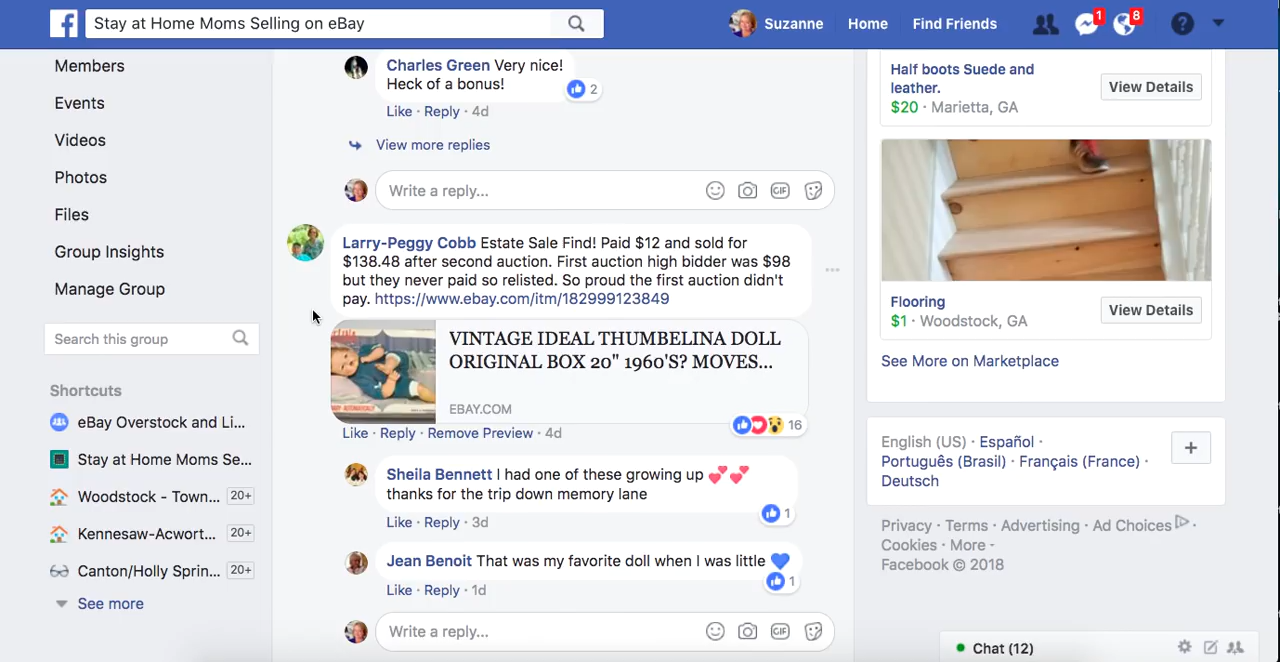 Stay at Home Moms Selling on eBay
Suzanne
Home
Find Friends
1
8
Members
Events
Videos
Photos
Files
Group Insights
Manage Group
Search this group
Shortcuts
eBay Overstock and Li...
Stay at Home Moms Se...
Woodstock - Town... 20+
Kennesaw-Acwort... 20+
Canton/Holly Sprin... 20+
See more
Charles Green Very nice!
Heck of a bonus!
2
Like · Reply · 4d
View more replies
Write a reply...
GIF
Larry-Peggy Cobb Estate Sale Find! Paid $12 and sold for
$138.48 after second auction. First auction high bidder was $98
but they never paid so relisted. So proud the first auction didn't
pay. https://www.ebay.com/itm/182999123849
VINTAGE IDEAL THUMBELINA DOLL
ORIGINAL BOX 20" 1960'S? MOVES...
EBAY.COM
16
Like · Reply · Remove Preview · 4d
Sheila Bennett I had one of these growing up
thanks for the trip down memory lane
1
Like · Reply · 3d
Jean Benoit That was my favorite doll when I was little
1
Like · Reply · 1d
Write a reply...
GIF
Half boots Suede and
leather.
$20 · Marietta, GA
View Details
Flooring
$1 · Woodstock, GA
View Details
See More on Marketplace
English (US) · Español ·
Português (Brasil) · Français (France) ·
Deutsch
+
Privacy · Terms · Advertising · Ad Choices ·
Cookies · More
Facebook © 2018
Chat (12)